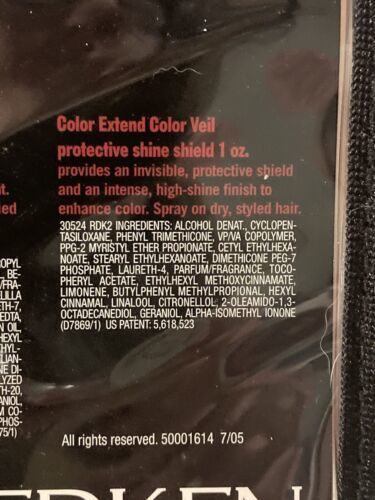 Color Extend Color Veil
protective shine shield 1 oz.
provides an invisible, protective shield
and an intense, high-shine finish to
enhance color. Spray on dry, styled hair.
30524 RDK2 INGREDIENTS: ALCOHOL DENAT., CYCLOPEN-
TASILOXANE, PHENYL TRIMETHICONE, VP/VA COPOLYMER,
PPG-2 MYRISTYL ETHER PROPIONATE, CETYL ETHYLHEXA-
NOATE, STEARYL ETHYLHEXANOATE, DIMETHICONE PEG-7
PHOSPHATE, LAURETH-4, PARFUM/FRAGRANCE, TOCO-
PHERYL ACETATE, ETHYLHEXYL METHOXYCINNAMATE,
LIMONENE, BUTYLPHENYL METHYLPROPIONAL, HEXYL
CINNAMAL, LINALOOL, CITRONELLOL, 2-OLEAMIDO-1,3-
OCTADECANEDIOL, GERANIOL, ALPHA-ISOMETHYL IONONE
(D7869/1) US PATENT: 5,618,523
All rights reserved. 50001614 7/05